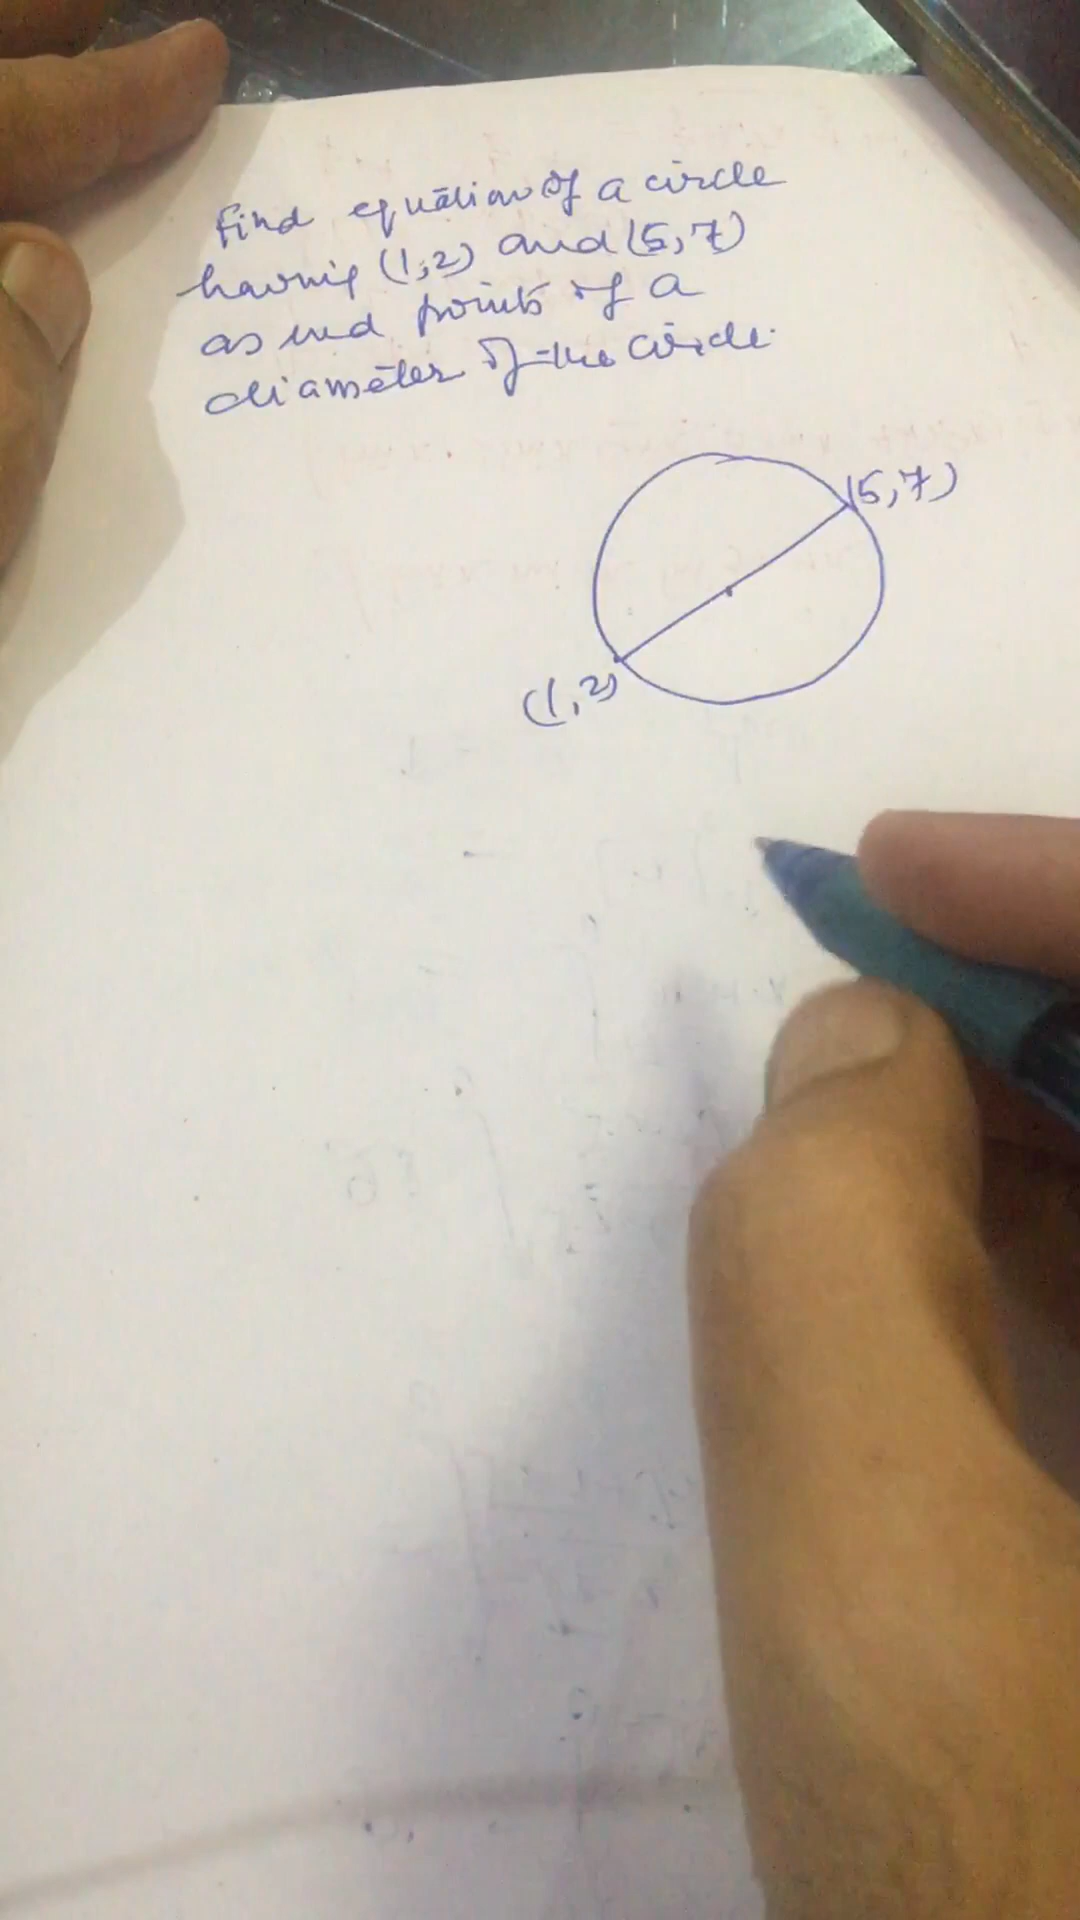 find equation of a circle
having (1,2) and (5,7)
as end points of a
diameter of the circle.
(5,7)
(1,2)